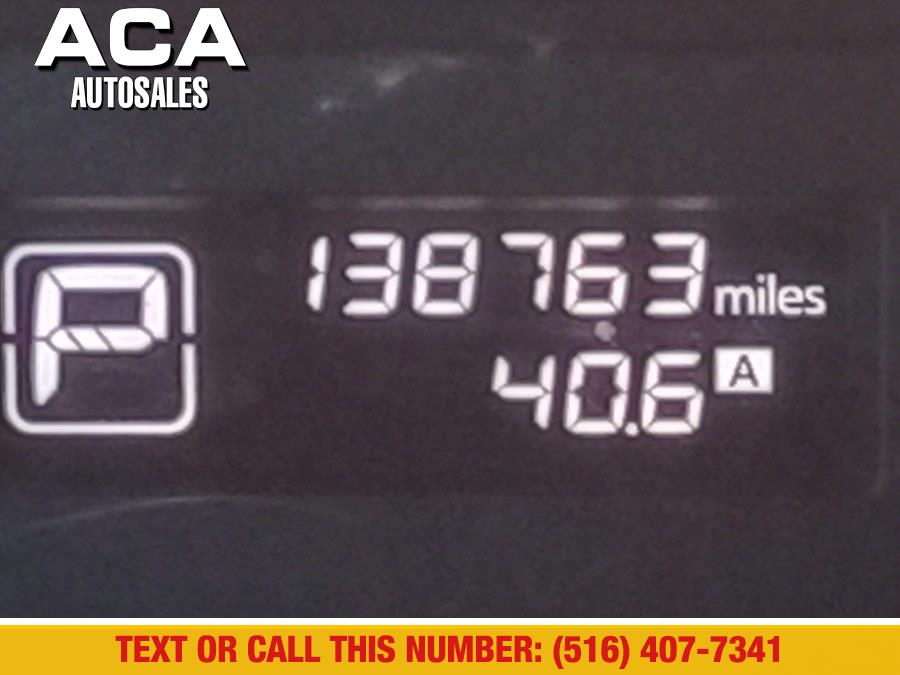 ACA
AUTOSALES
138763 miles
P
40.6 A
TEXT OR CALL THIS NUMBER: (516) 407-7341